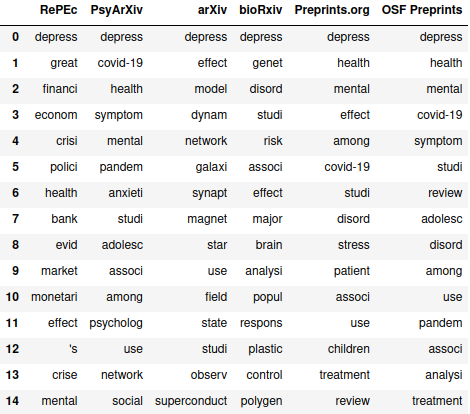 RePEc PsyArXiv arXiv bioRxiv Preprints.org OSF Preprints
0 depress depress depress depress depress depress
1 great covid-19 effect genet health health
2 financi health model disord mental mental
3 econom symptom dynam studi effect covid-19
4 crisi mental network risk among symptom
5 polici pandem galaxi associ covid-19 studi
6 health anxieti synapt effect studi review
7 bank studi magnet major disord adolesc
8 evid adolesc star brain stress disord
9 market associ use analysi patient among
10 monetari among field popul associ use
11 effect psycholog state respons use pandem
12 's use studi plastic children associ
13 crise network observ control treatment analysi
14 mental social superconduct polygen review treatment